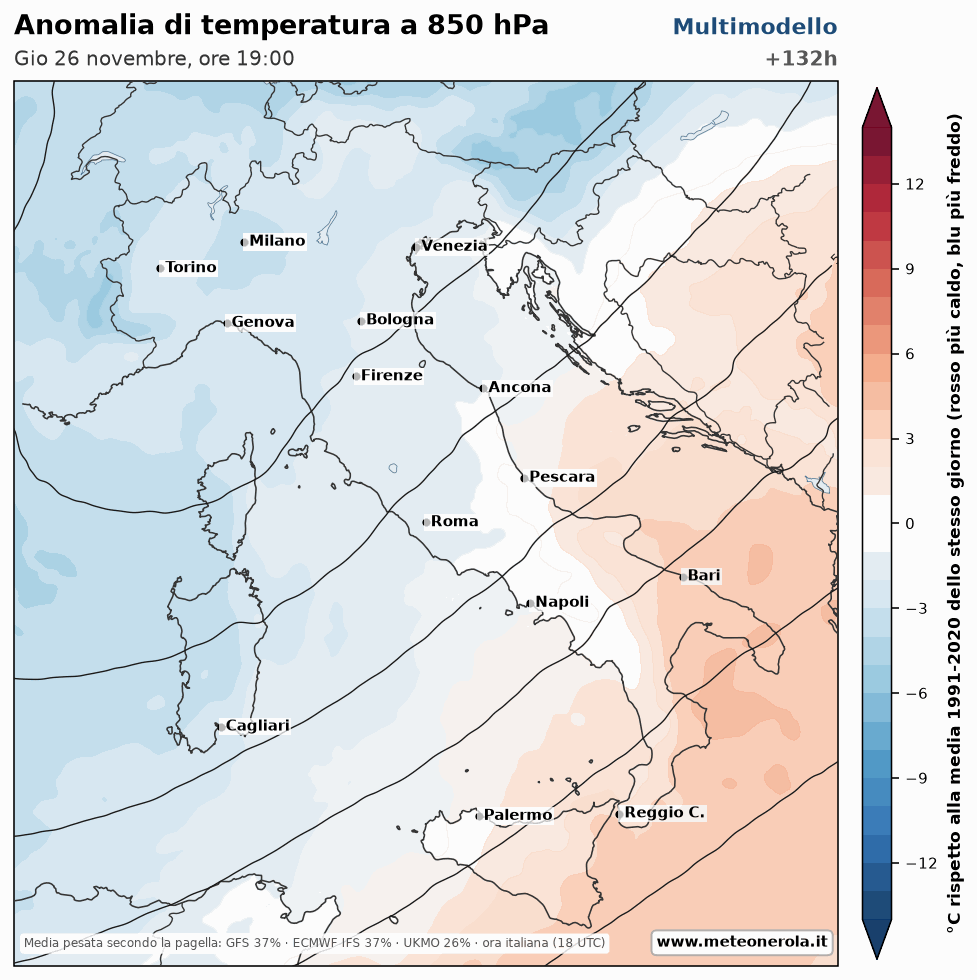 Anomalia di temperatura a 850 hPa
Multimodello
Gio 26 novembre, ore 19:00
+132h
Milano
Venezia
Torino
Genova
Bologna
Firenze
Ancona
Pescara
Roma
Bari
Napoli
Cagliari
Palermo
Reggio C.
12
9
6
3
0
−3
−6
−9
−12
°C rispetto alla media 1991-2020 dello stesso giorno (rosso più caldo, blu più freddo)
Media pesata secondo la pagella: GFS 37% · ECMWF IFS 37% · UKMO 26% · ora italiana (18 UTC)
www.meteonerola.it